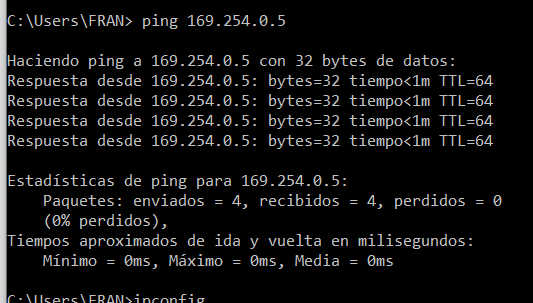 C:\Users\FRAN> ping 169.254.0.5
Haciendo ping a 169.254.0.5 con 32 bytes de datos:
Respuesta desde 169.254.0.5: bytes=32 tiempo<1m TTL=64
Respuesta desde 169.254.0.5: bytes=32 tiempo<1m TTL=64
Respuesta desde 169.254.0.5: bytes=32 tiempo<1m TTL=64
Respuesta desde 169.254.0.5: bytes=32 tiempo<1m TTL=64
Estadísticas de ping para 169.254.0.5:
Paquetes: enviados = 4, recibidos = 4, perdidos = 0
(0% perdidos),
Tiempos aproximados de ida y vuelta en milisegundos:
Mínimo = 0ms, Máximo = 0ms, Media = 0ms
C:\Users\FRAN>ipconfig